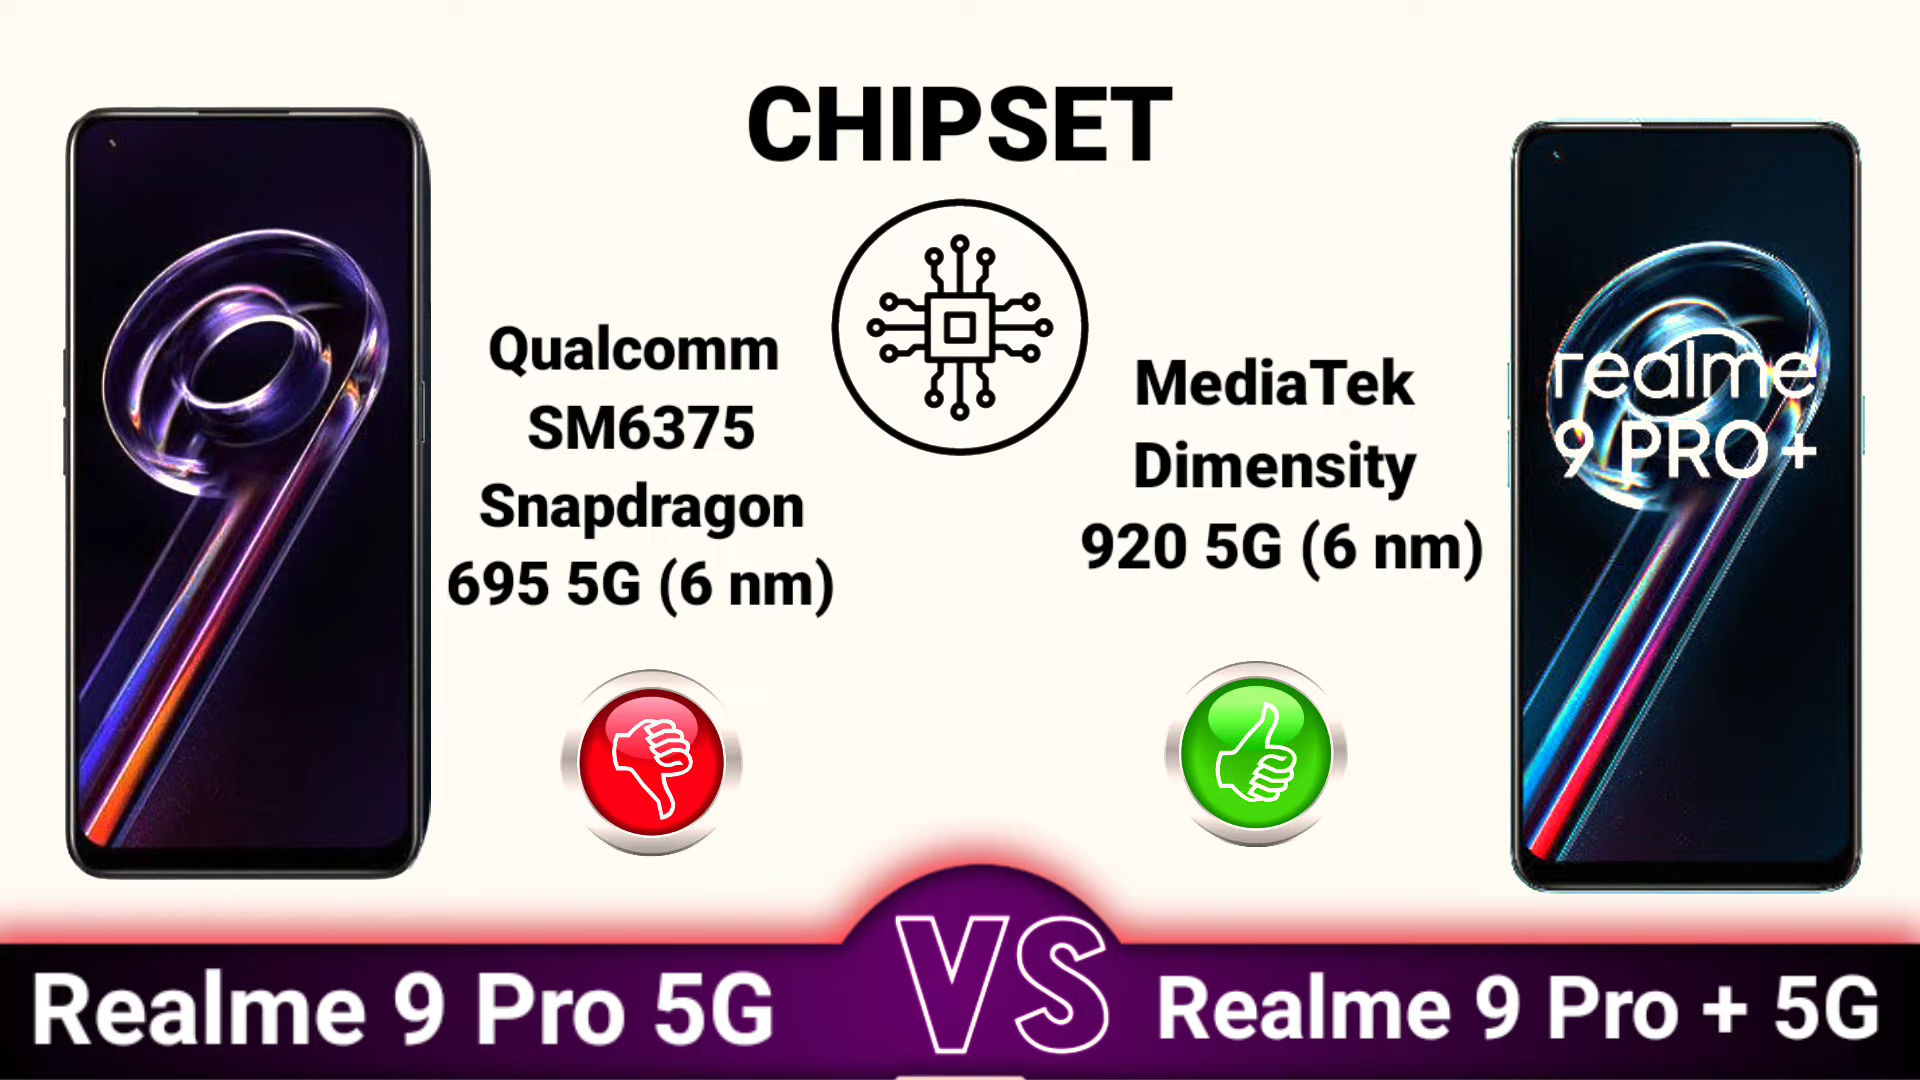 CHIPSET
Qualcomm
SM6375
Snapdragon
695 5G (6 nm)
MediaTek
Dimensity
920 5G (6 nm)
realme
9 PRO+
Realme 9 Pro 5G
VS
Realme 9 Pro + 5G